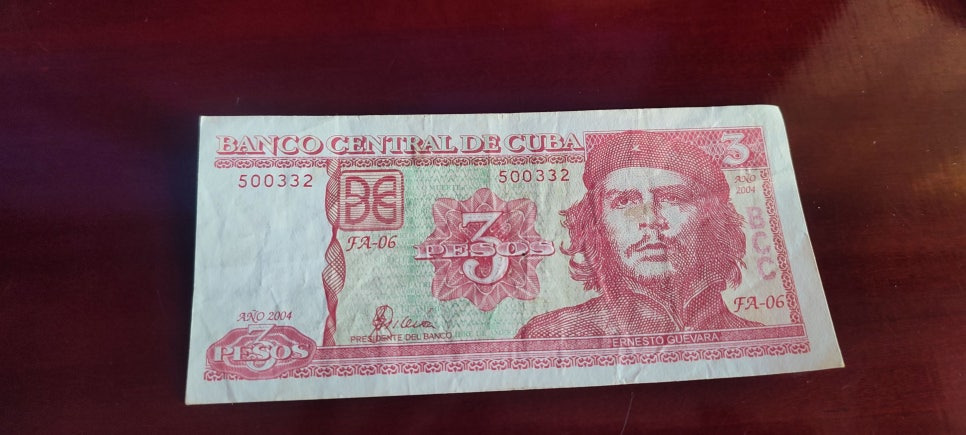 BANCO CENTRAL DE CUBA
3
500332
500332
AÑO
2004
BCC
FA-06
3
PESOS
FA-06
AÑO 2004
3
PESOS
PRESIDENTE DEL BANCO
ERNESTO GUEVARA